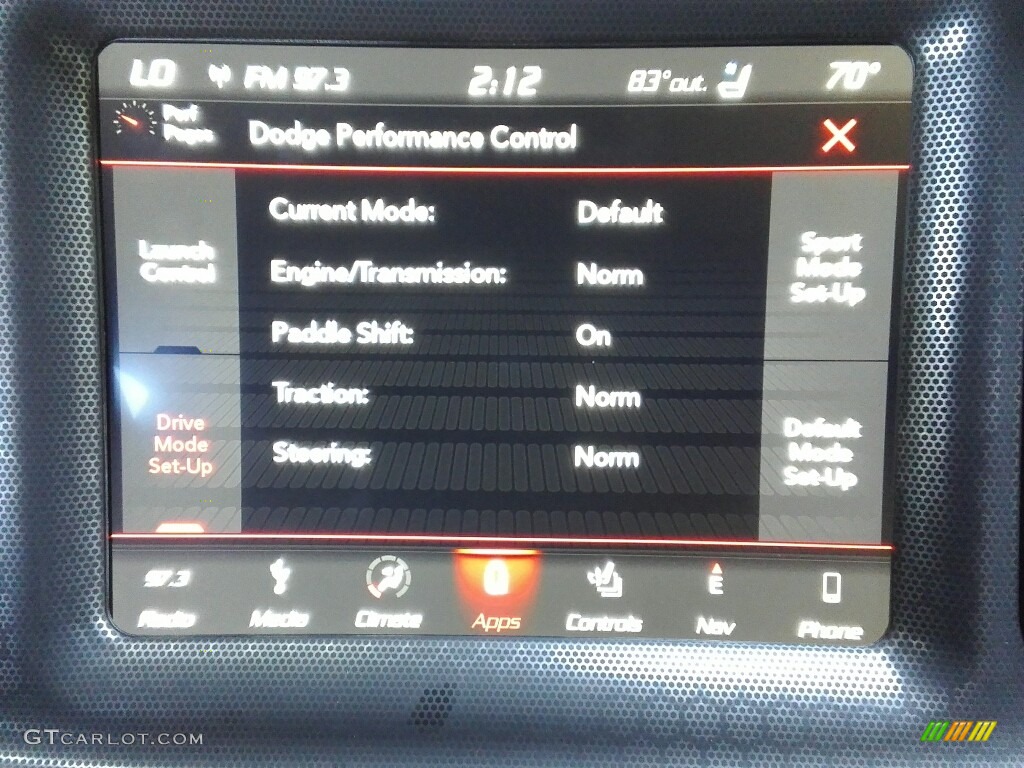 LO FM 97.3 2:12 83° out. 70°
Perf
Pages
Dodge Performance Control
Launch
Control
Drive
Mode
Set-Up
Current Mode: Default
Engine/Transmission: Norm
Paddle Shift: On
Traction: Norm
Steering: Norm
Sport
Mode
Set-Up
Default
Mode
Set-Up
97.3 E
Radio Media Climate Apps Controls Nav Phone
GTCARLOT.COM